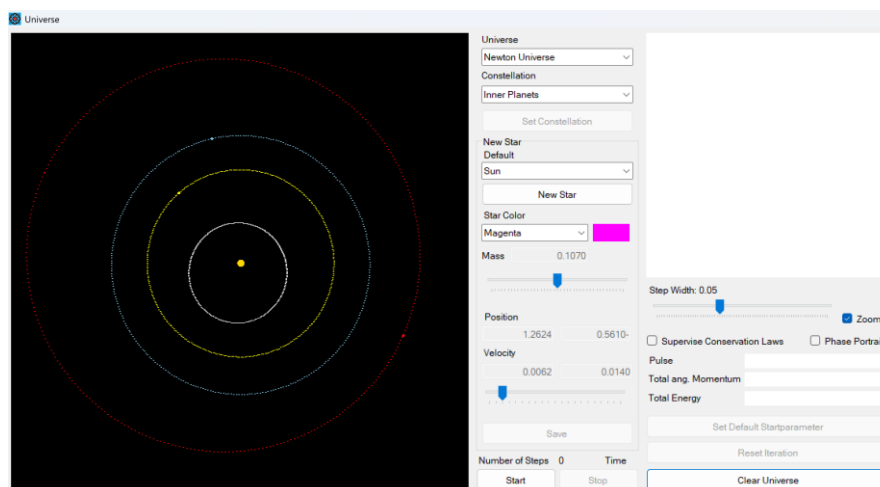 Universe
Universe
Newton Universe
Constellation
Inner Planets
Set Constellation
New Star
Default
Sun
New Star
Star Color
Magenta
Mass 0.1070
Position
1.2624 0.5610-
Velocity
0.0062 0.0140
Save
Number of Steps 0 Time
Start Stop
Step Width: 0.05
Zoom
Supervise Conservation Laws Phase Portrai
Pulse
Total ang. Momentum
Total Energy
Set Default Startparameter
Reset Iteration
Clear Universe